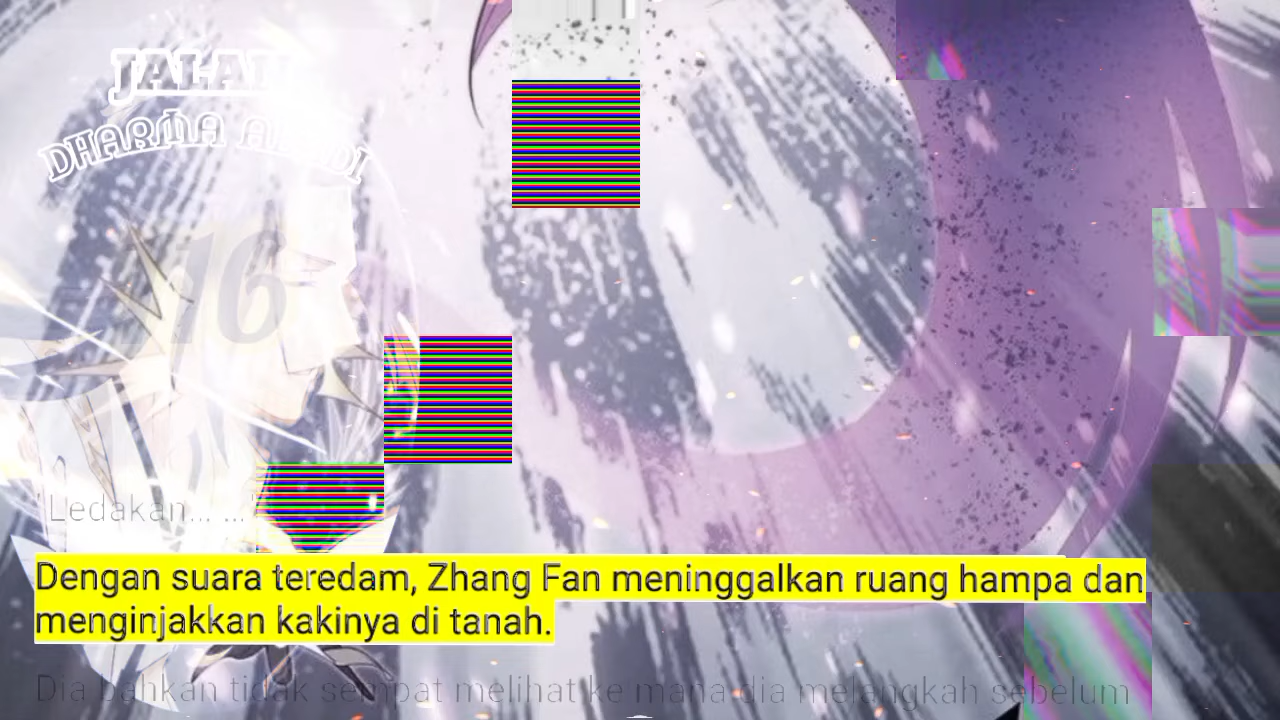 JALAN
DHARMA ABADI
16
"Ledakan... ..."
Dengan suara teredam, Zhang Fan meninggalkan ruang hampa dan
menginjakkan kakinya di tanah.
Dia bahkan tidak sempat melihat ke mana dia melangkah sebelum